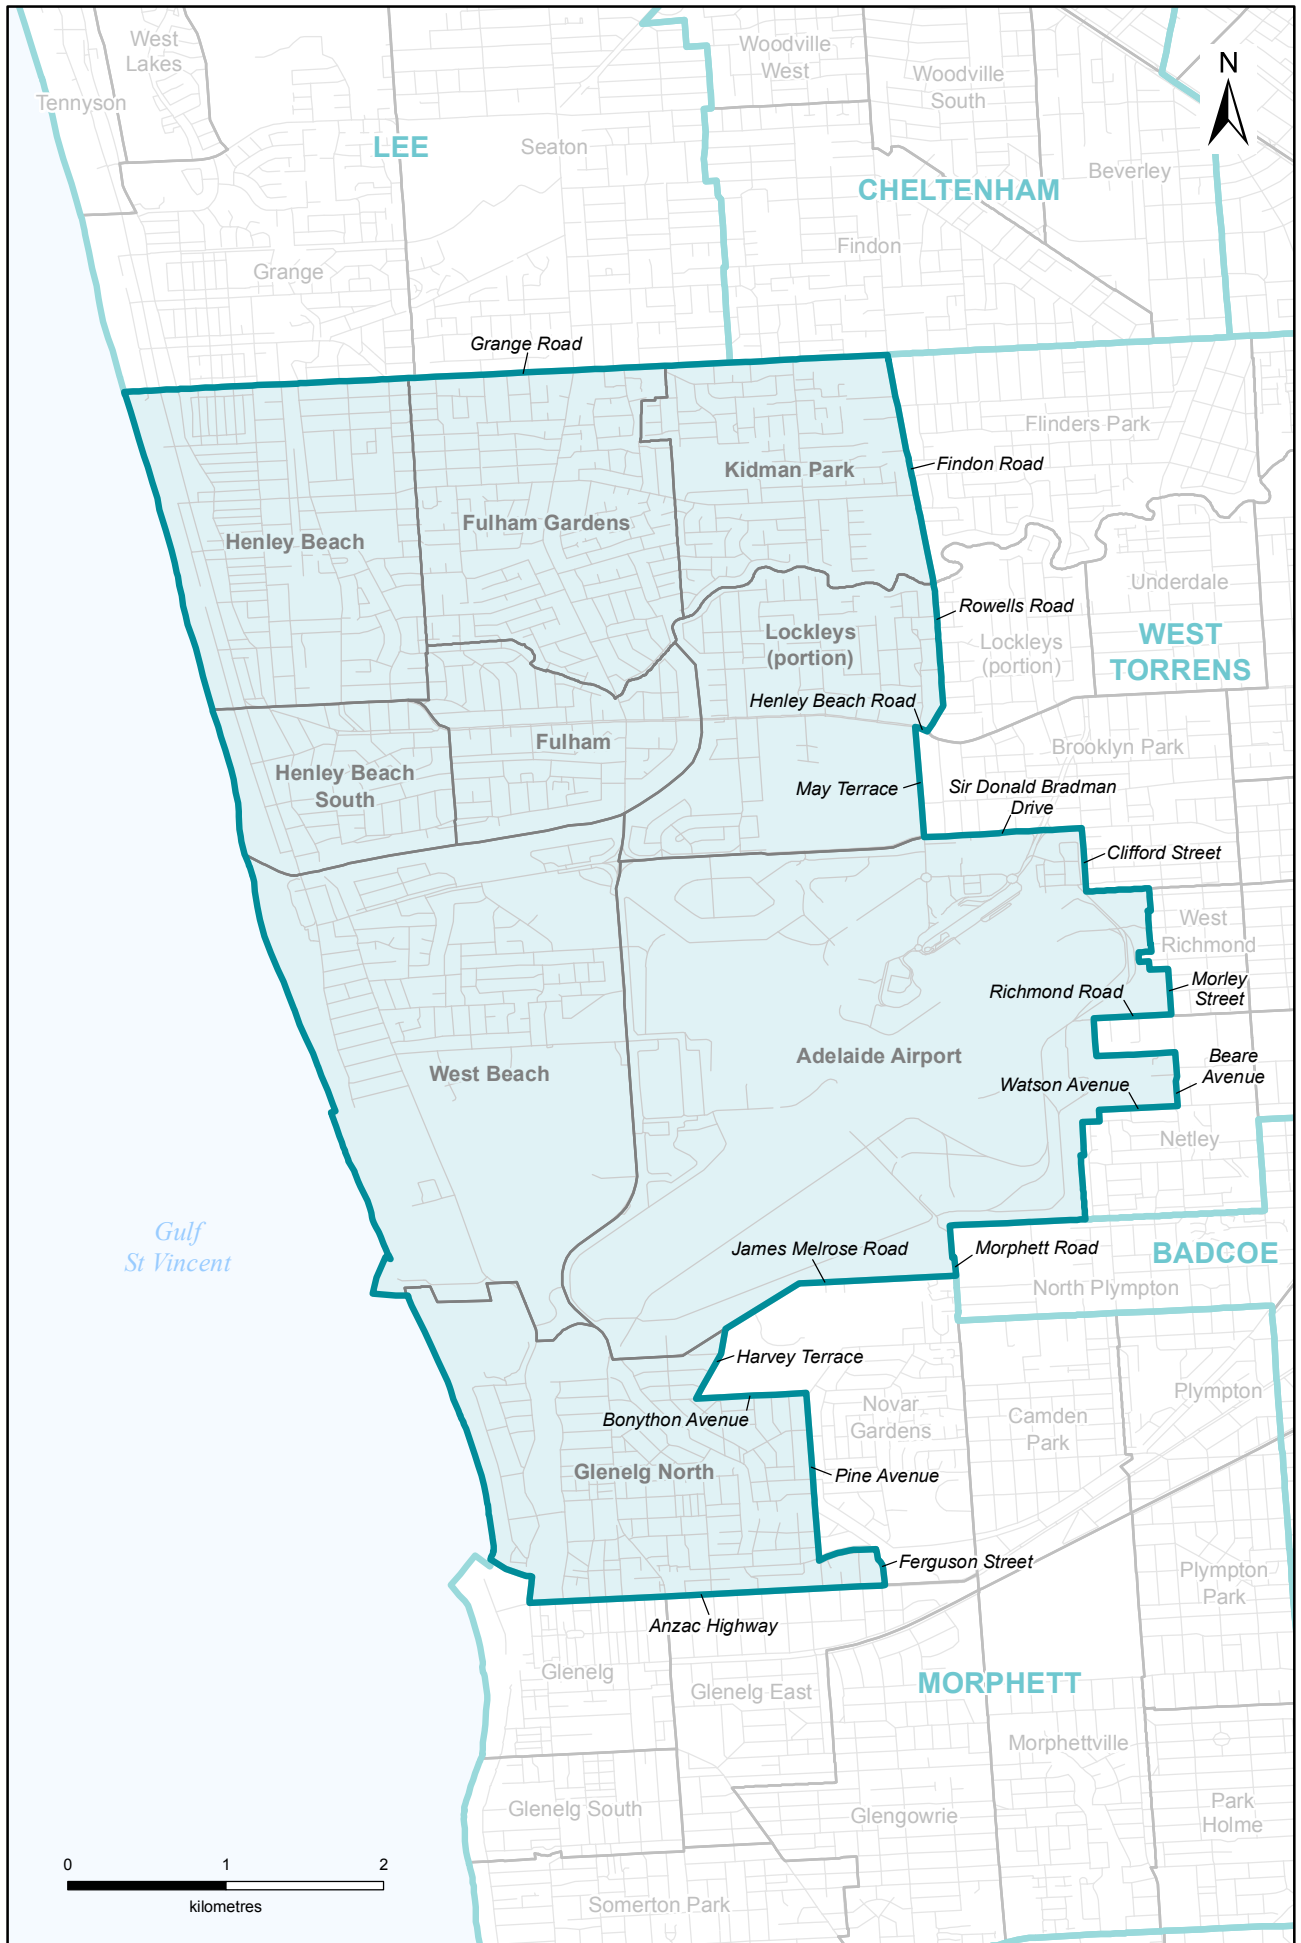 West
Lakes
Woodville
West
N
Woodville
South
Tennyson
LEE
Seaton
Beverley
CHELTENHAM
Findon
Grange
Grange Road
Flinders Park
Findon Road
Kidman Park
Fulham Gardens
Henley Beach
Underdale
Rowells Road
Lockleys
(portion)
Lockleys
(portion)
WEST
TORRENS
Henley Beach Road
Fulham
Brooklyn Park
Henley Beach
South
May Terrace
Sir Donald Bradman
Drive
Clifford Street
West
Richmond
Morley
Street
Richmond Road
Adelaide Airport
Beare
Avenue
West Beach
Watson Avenue
Netley
Gulf
St Vincent
James Melrose Road
Morphett Road
BADCOE
North Plympton
Harvey Terrace
Plympton
Bonython Avenue
Novar
Gardens
Camden
Park
Glenelg North
Pine Avenue
Ferguson Street
Plympton
Park
Anzac Highway
Glenelg
Glenelg East
MORPHETT
Morphettville
Glenelg South
Glengowrie
Park
Holme
0
1
2
kilometres
Somerton Park